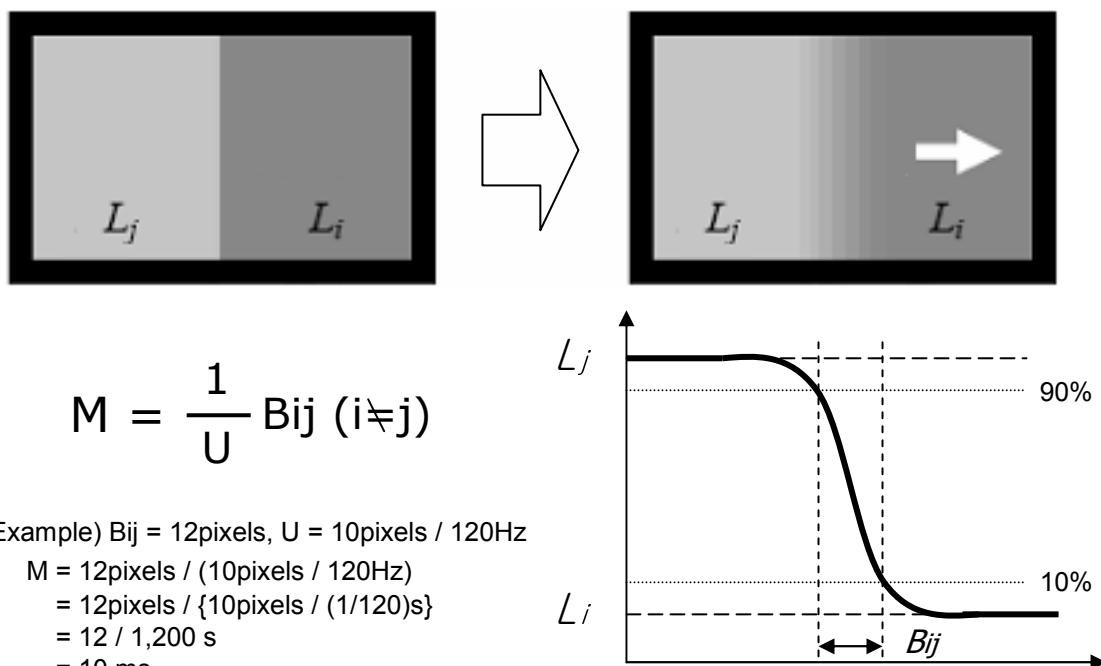 Lj Li
Lj Li
M = 1/U Bij (i≒j)
Example) Bij = 12pixels, U = 10pixels / 120Hz
M = 12pixels / (10pixels / 120Hz)
= 12pixels / {10pixels / (1/120)s}
= 12 / 1,200 s
= 10 ms
Lj
90%
10%
Li
Bij